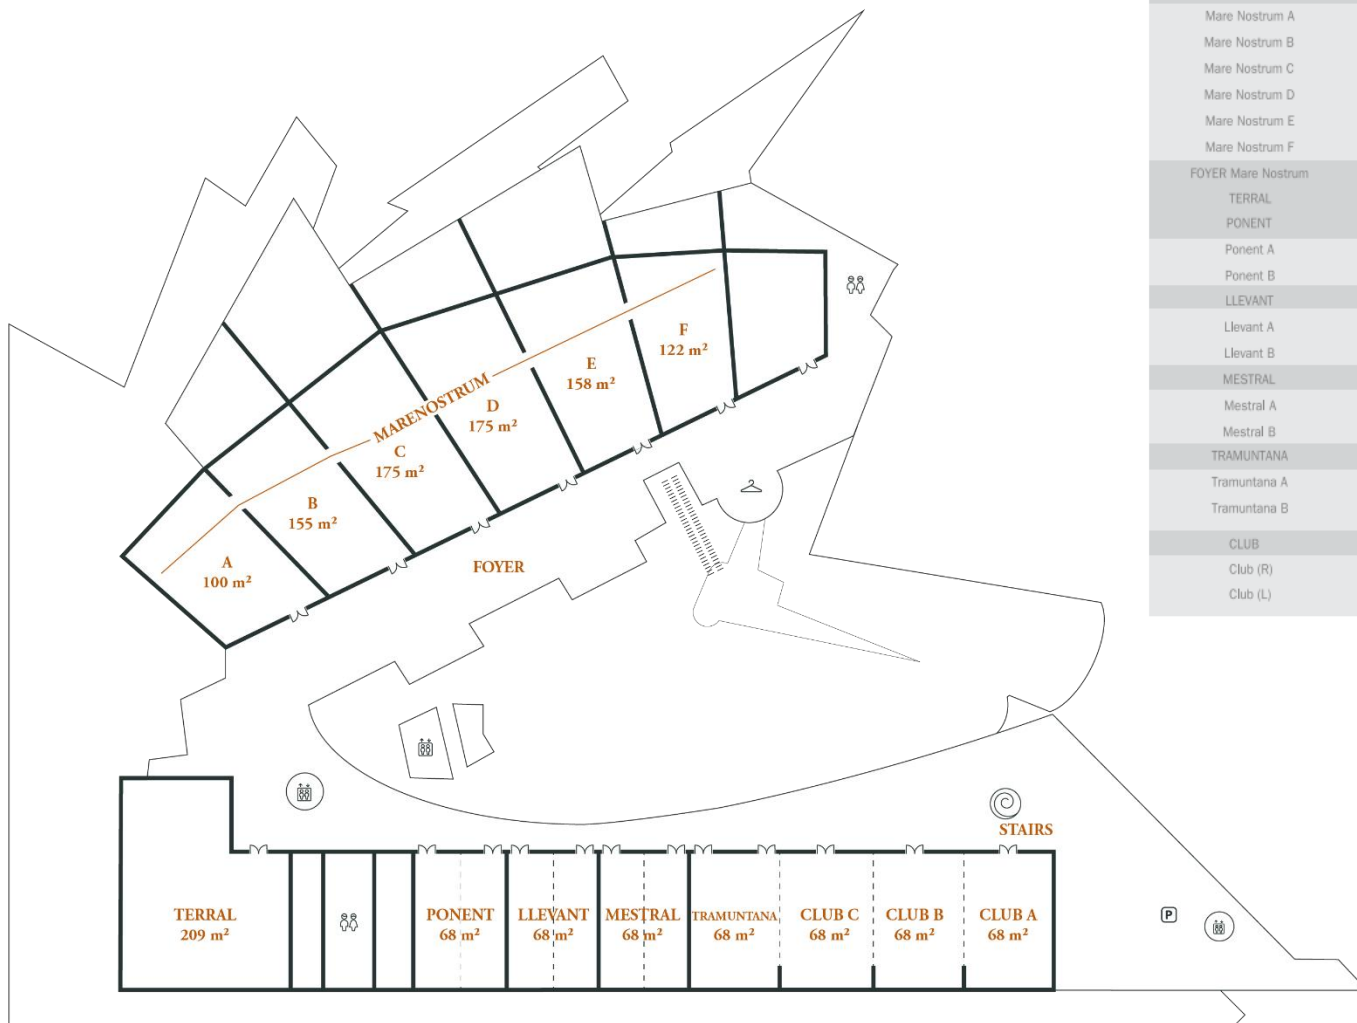 Mare Nostrum A
Mare Nostrum B
Mare Nostrum C
Mare Nostrum D
Mare Nostrum E
Mare Nostrum F
FOYER Mare Nostrum
TERRAL
PONENT
Ponent A
Ponent B
LLEVANT
Llevant A
Llevant B
MESTRAL
Mestral A
Mestral B
TRAMUNTANA
Tramuntana A
Tramuntana B
CLUB
Club (R)
Club (L)
MARENOSTRUM
A
100 m²
B
155 m²
C
175 m²
D
175 m²
E
158 m²
F
122 m²
FOYER
STAIRS
TERRAL
209 m²
PONENT
68 m²
LLEVANT
68 m²
MESTRAL
68 m²
TRAMUNTANA
68 m²
CLUB C
68 m²
CLUB B
68 m²
CLUB A
68 m²
P